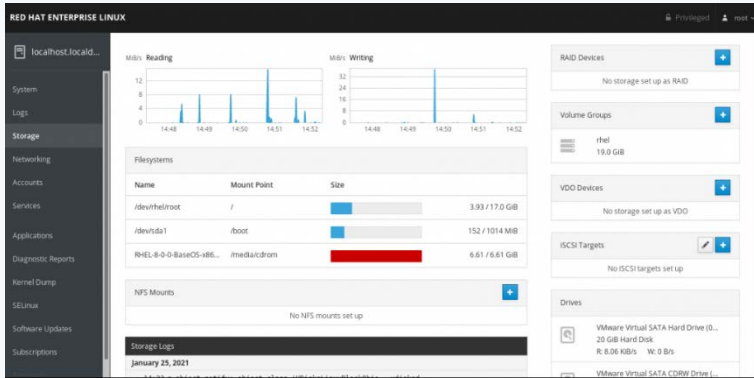 RED HAT ENTERPRISE LINUX
Privileged
root
localhost.locald...
System
Logs
Storage
Networking
Accounts
Services
Applications
Diagnostic Reports
Kernel Dump
SELinux
Software Updates
Subscriptions
MiB/s Reading
12
8
4
0
14:48 14:49 14:50 14:51 14:52
MiB/s Writing
32
24
16
8
0
14:48 14:49 14:50 14:51 14:52
Filesystems
Name Mount Point Size
/dev/rhel/root / 3.93 / 17.0 GiB
/dev/sda1 /boot 152 / 1014 MiB
RHEL-8-0-0-BaseOS-x86... /media/cdrom 6.61 / 6.61 GiB
NFS Mounts
No NFS mounts set up
Storage Logs
January 25, 2021
RAID Devices
No storage set up as RAID
Volume Groups
rhel
19.0 GiB
VDO Devices
No storage set up as VDO
iSCSI Targets
No iSCSI targets set up
Drives
VMware Virtual SATA Hard Drive (0...
20 GiB Hard Disk
R: 8.06 KiB/s W: 0 B/s
VMware Virtual SATA CDRW Drive (...